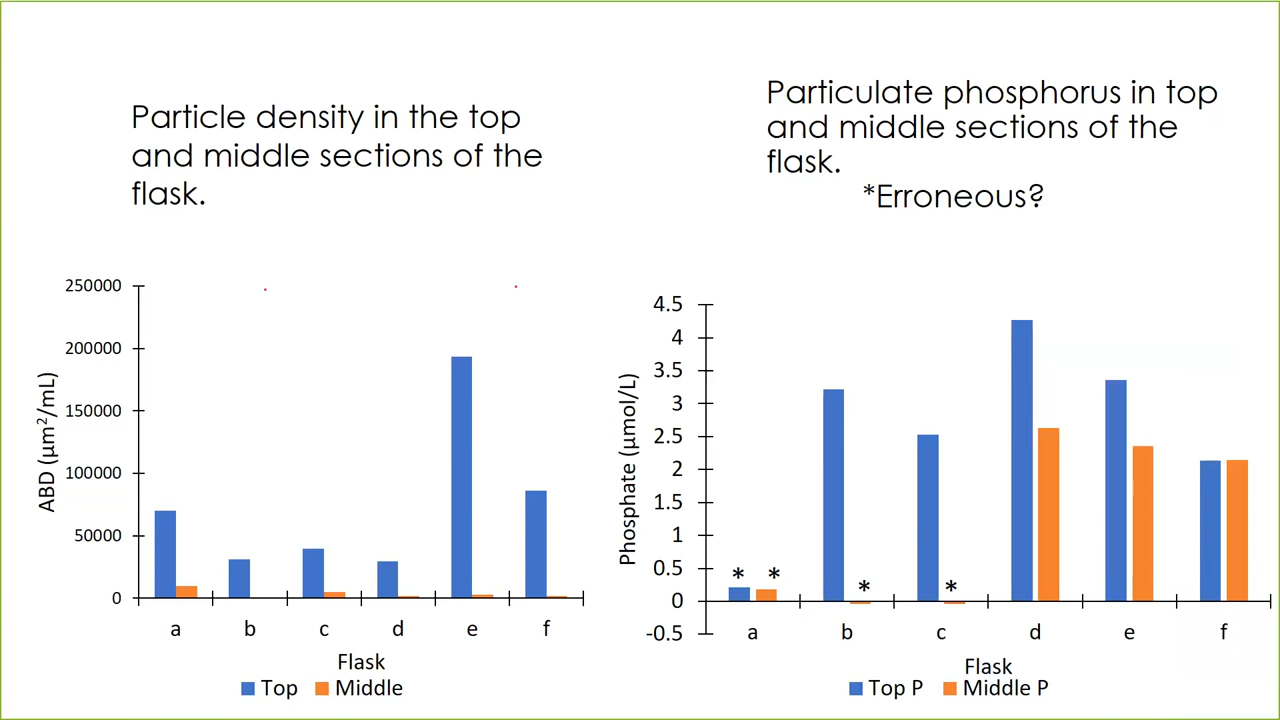 Particle density in the top
and middle sections of the
flask.
Particulate phosphorus in top
and middle sections of the
flask.
*Erroneous?
250000
200000
150000
100000
50000
0
ABD (µm²/mL)
a b c d e f
Flask
Top Middle
4.5
4
3.5
3
2.5
2
1.5
1
0.5
0
-0.5
Phosphate (µmol/L)
* * * *
a b c d e f
Flask
Top P Middle P